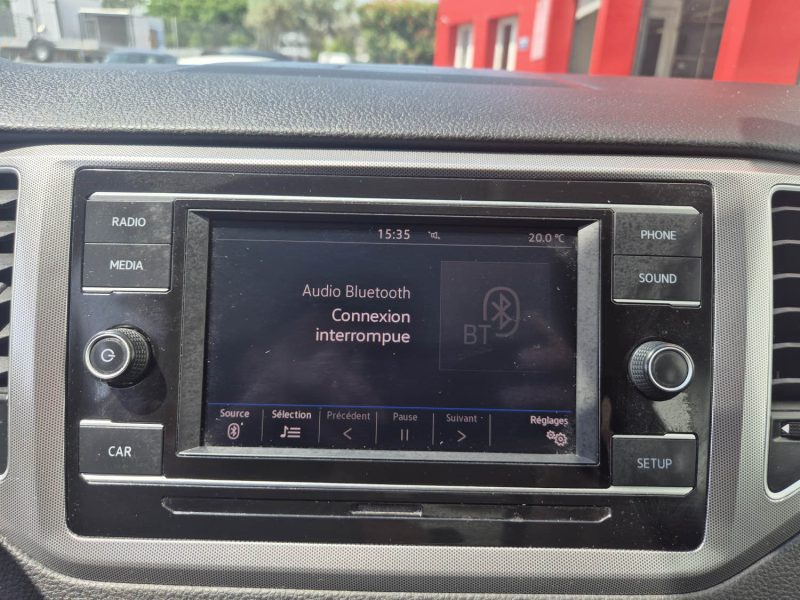 RADIO
MEDIA
CAR
15:35 20.0 °C
Audio Bluetooth
Connexion
interrompue
BT
Source Sélection Précédent Pause Suivant Réglages
PHONE
SOUND
SETUP